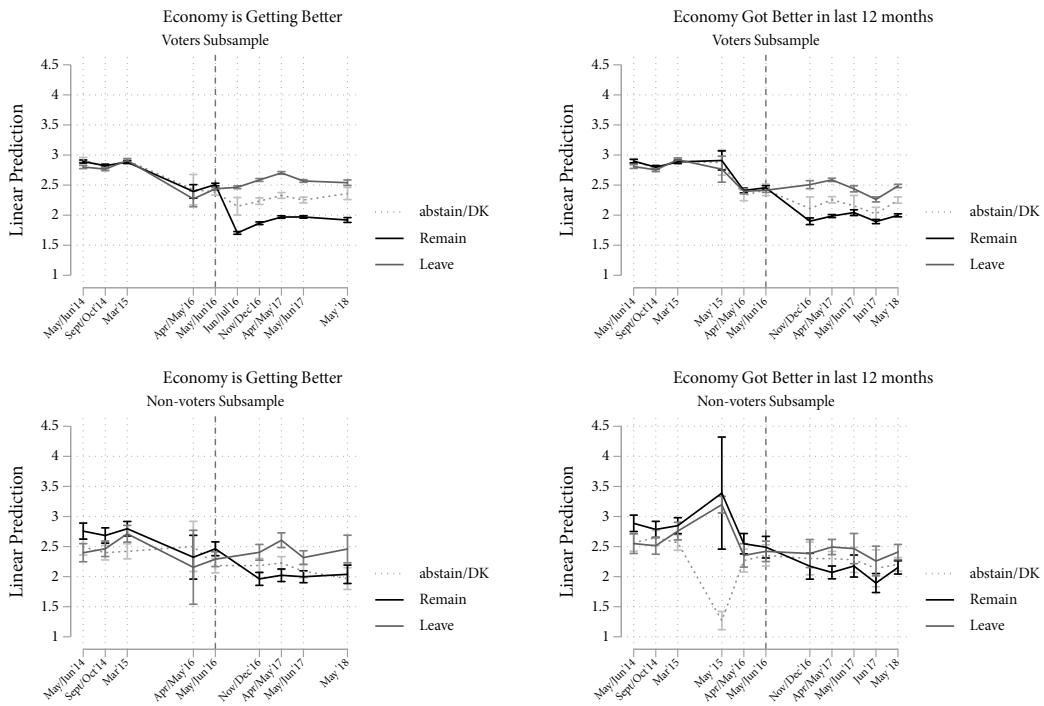 Economy is Getting Better
Voters Subsample
Linear Prediction
4.5
4
3.5
3
2.5
2
1.5
1
May/Jun'14
Sept/Oct'14
Mar'15
Apr/May'16
May/Jun'16
Jun/Jul'16
Nov/Dec'16
Apr/May'17
May/Jun'17
May '18
abstain/DK
Remain
Leave
Economy Got Better in last 12 months
Voters Subsample
Linear Prediction
4.5
4
3.5
3
2.5
2
1.5
1
May/Jun'14
Sept/Oct'14
Mar'15
May '15
Apr/May'16
May/Jun'16
Nov/Dec'16
Apr/May'17
May/Jun'17
Jun'17
May '18
abstain/DK
Remain
Leave
Economy is Getting Better
Non-voters Subsample
Linear Prediction
4.5
4
3.5
3
2.5
2
1.5
1
May/Jun'14
Sept/Oct'14
Mar'15
Apr/May'16
May/Jun'16
Nov/Dec'16
Apr/May'17
May/Jun'17
May '18
abstain/DK
Remain
Leave
Economy Got Better in last 12 months
Non-voters Subsample
Linear Prediction
4.5
4
3.5
3
2.5
2
1.5
1
May/Jun'14
Sept/Oct'14
Mar'15
May '15
Apr/May'16
May/Jun'16
Nov/Dec'16
Apr/May'17
May/Jun'17
Jun'17
May '18
abstain/DK
Remain
Leave